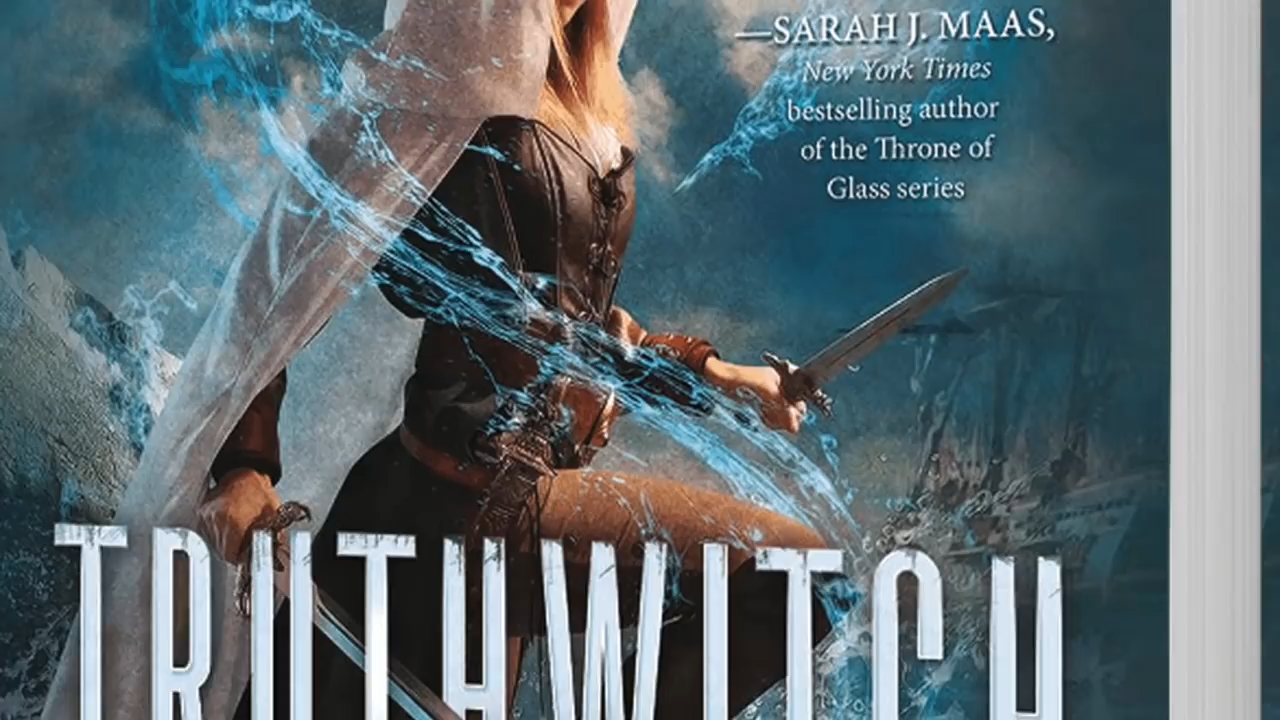 —SARAH J. MAAS,
New York Times
bestselling author
of the Throne of
Glass series
TRUTHWITCH